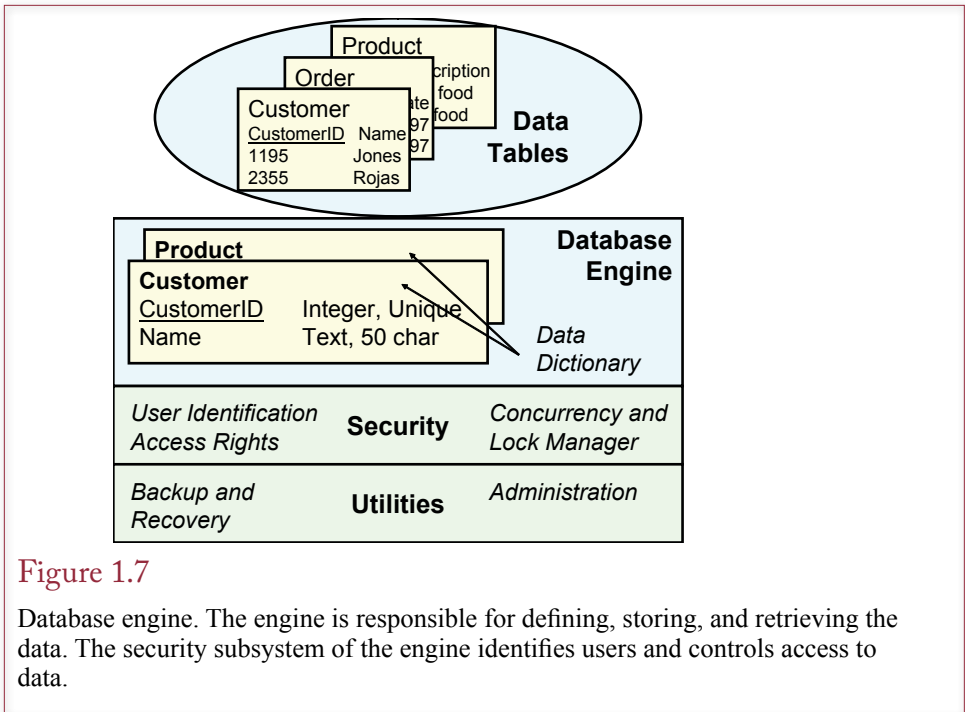 Product
cription
food
food
Order
ate
97
97
Customer
CustomerID Name
1195 Jones
2355 Rojas
Data
Tables
Database
Engine
Product
Customer
CustomerID Integer, Unique
Name Text, 50 char
Data
Dictionary
User Identification
Access Rights
Security
Concurrency and
Lock Manager
Backup and
Recovery
Utilities
Administration
Figure 1.7
Database engine. The engine is responsible for defining, storing, and retrieving the
data. The security subsystem of the engine identifies users and controls access to
data.